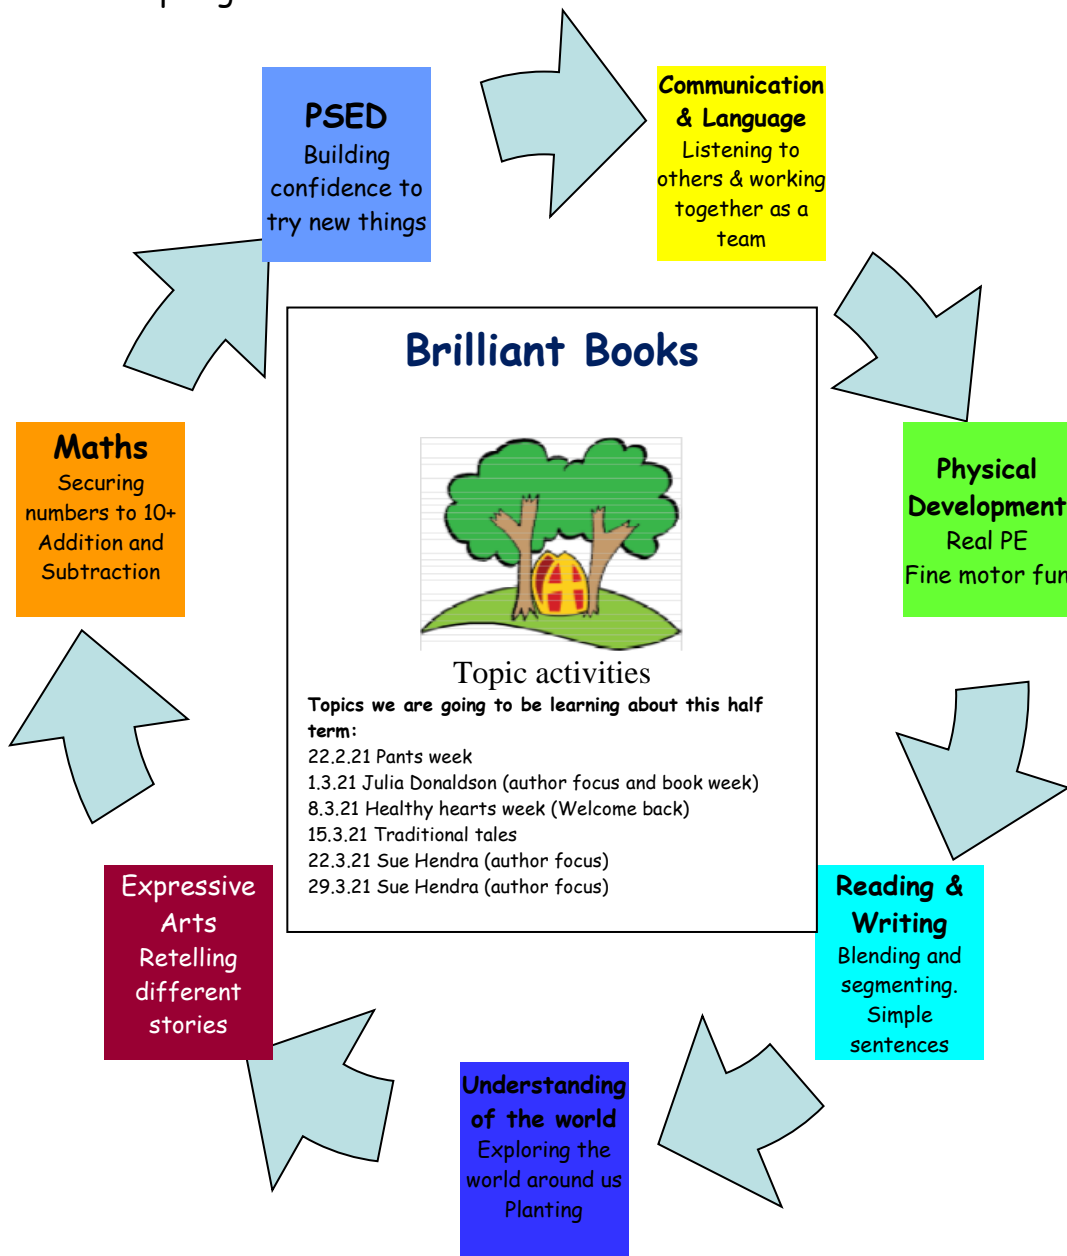 PSED
Building
confidence to
try new things
Communication
& Language
Listening to
others & working
together as a
team
Physical
Development
Real PE
Fine motor fun
Reading &
Writing
Blending and
segmenting.
Simple
sentences
Understanding
of the world
Exploring the
world around us
Planting
Expressive
Arts
Retelling
different
stories
Maths
Securing
numbers to 10+
Addition and
Subtraction
Brilliant Books
Topic activities
Topics we are going to be learning about this half
term:
22.2.21 Pants week
1.3.21 Julia Donaldson (author focus and book week)
8.3.21 Healthy hearts week (Welcome back)
15.3.21 Traditional tales
22.3.21 Sue Hendra (author focus)
29.3.21 Sue Hendra (author focus)